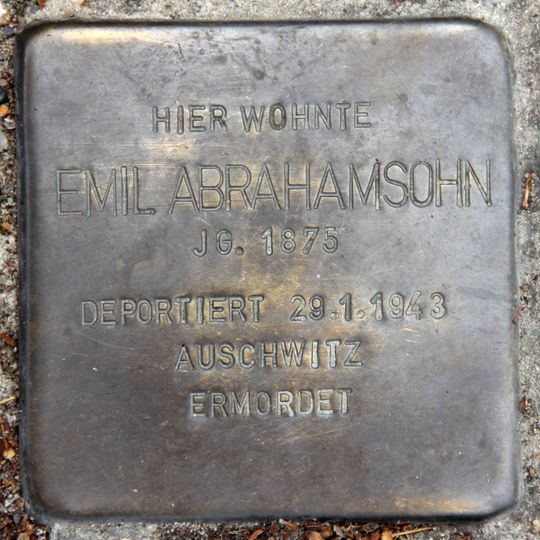 HIER WOHNTE
EMIL ABRAHAMSOHN
JG. 1875
DEPORTIERT 29.1.1943
AUSCHWITZ
ERMORDET